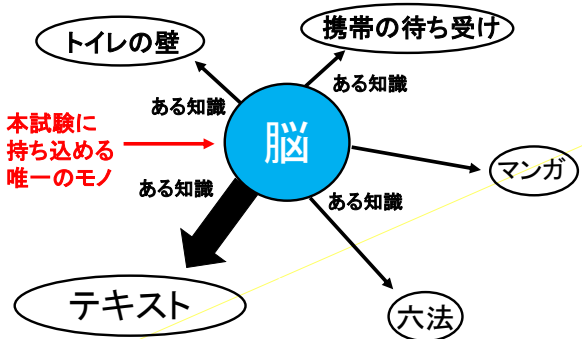 トイレの壁
携帯の待ち受け
ある知識
ある知識
本試験に
持ち込める
唯一のモノ
脳
マンガ
ある知識
ある知識
テキスト
六法